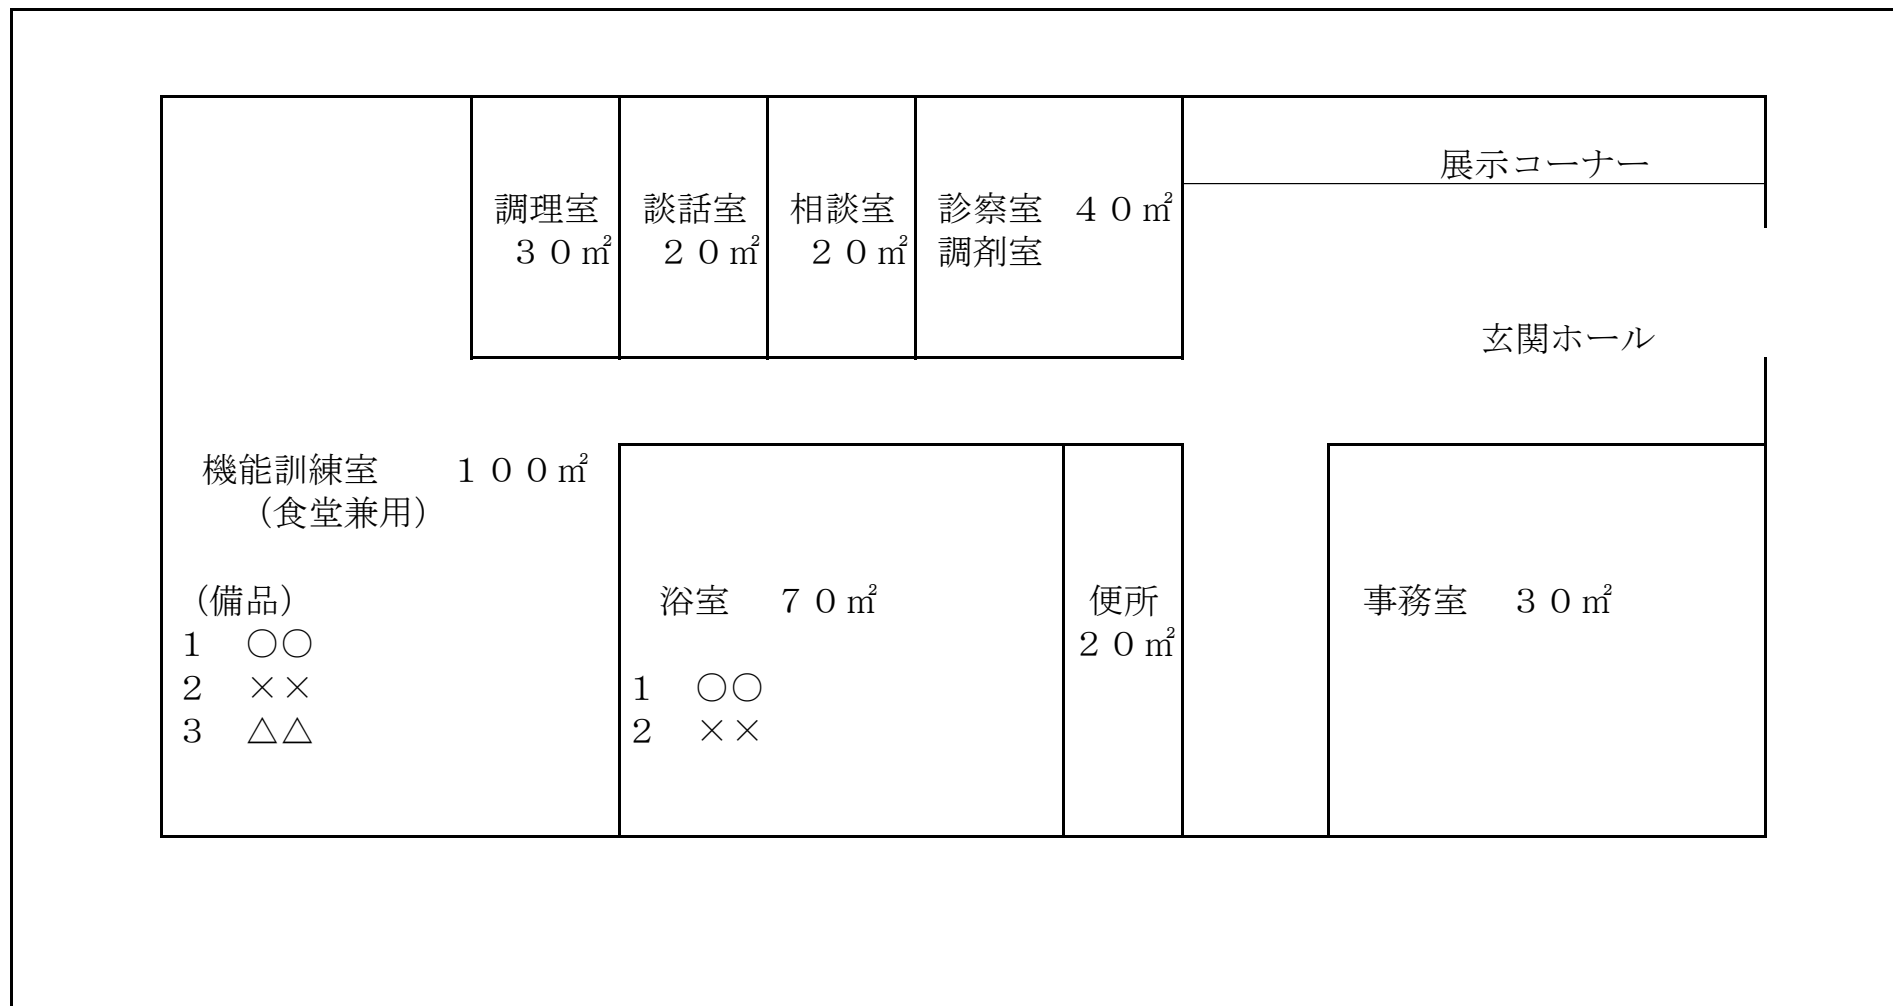 展示コーナー
調理室
３０㎡
談話室
２０㎡
相談室
２０㎡
診察室　４０㎡
調剤室
玄関ホール
機能訓練室　　１００㎡
（食堂兼用）
（備品）
１　○○
２　××
３　△△
浴室　７０㎡
１　○○
２　××
便所
２０㎡
事務室　３０㎡